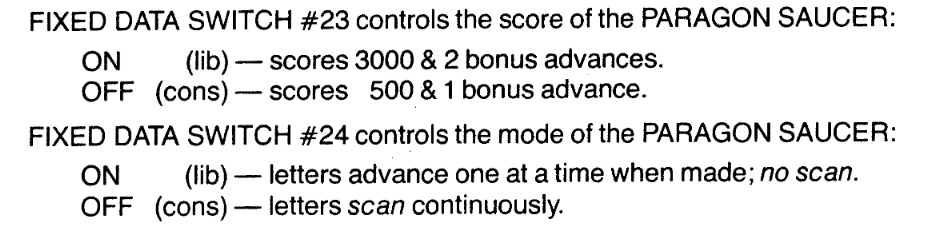 FIXED DATA SWITCH #23 controls the score of the PARAGON SAUCER:
ON (lib) — scores 3000 & 2 bonus advances.
OFF (cons) — scores 500 & 1 bonus advance.
FIXED DATA SWITCH #24 controls the mode of the PARAGON SAUCER:
ON (lib) — letters advance one at a time when made; no scan.
OFF (cons) — letters scan continuously.